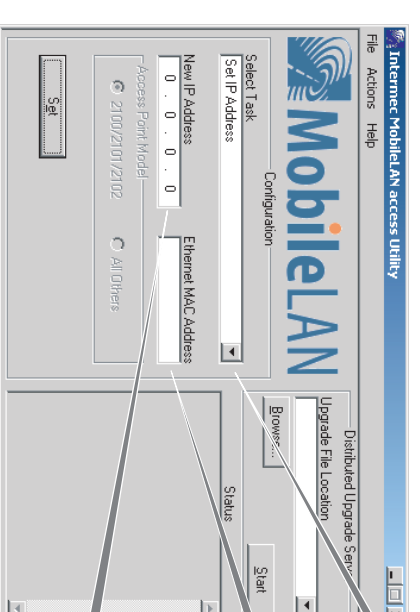 Intermec MobileLAN access Utility
File Actions Help
MobileLAN
Configuration
Select Task
Set IP Address
New IP Address
0 . 0 . 0 . 0
Ethernet MAC Address
Access Point Model
2100/2101/2102
All Others
Set
Distributed Upgrade
Upgrade File Location
Browse...
Start
Status